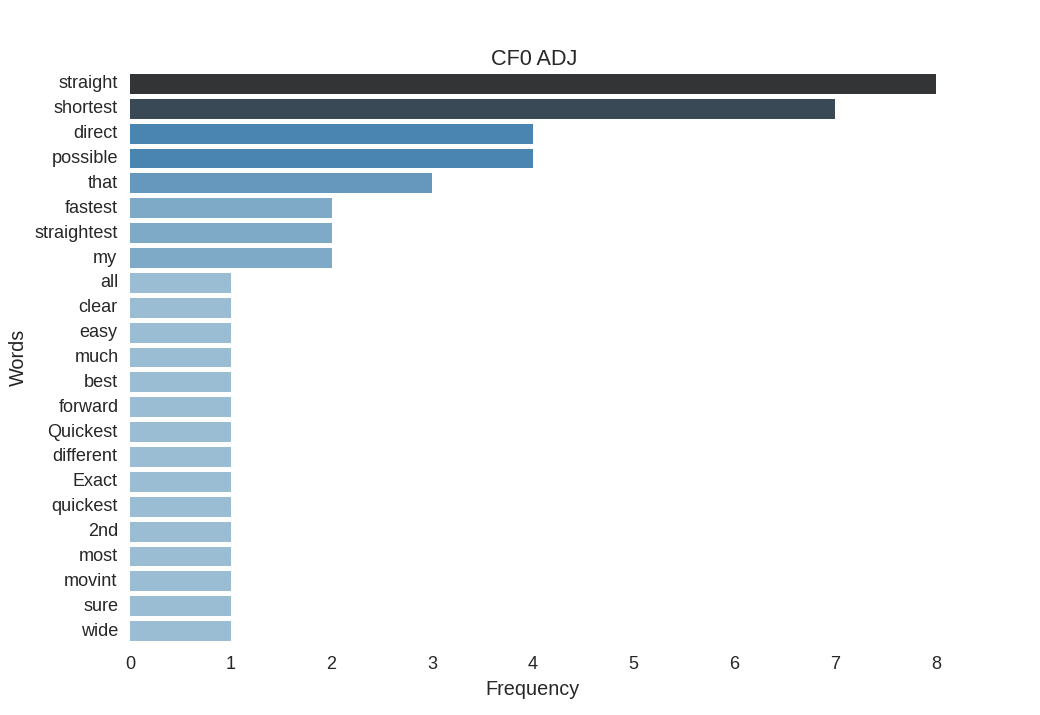 CF0 ADJ
straight
shortest
direct
possible
that
fastest
straightest
my
all
clear
easy
much
best
forward
Quickest
different
Exact
quickest
2nd
most
movint
sure
wide
Words
0 1 2 3 4 5 6 7 8
Frequency